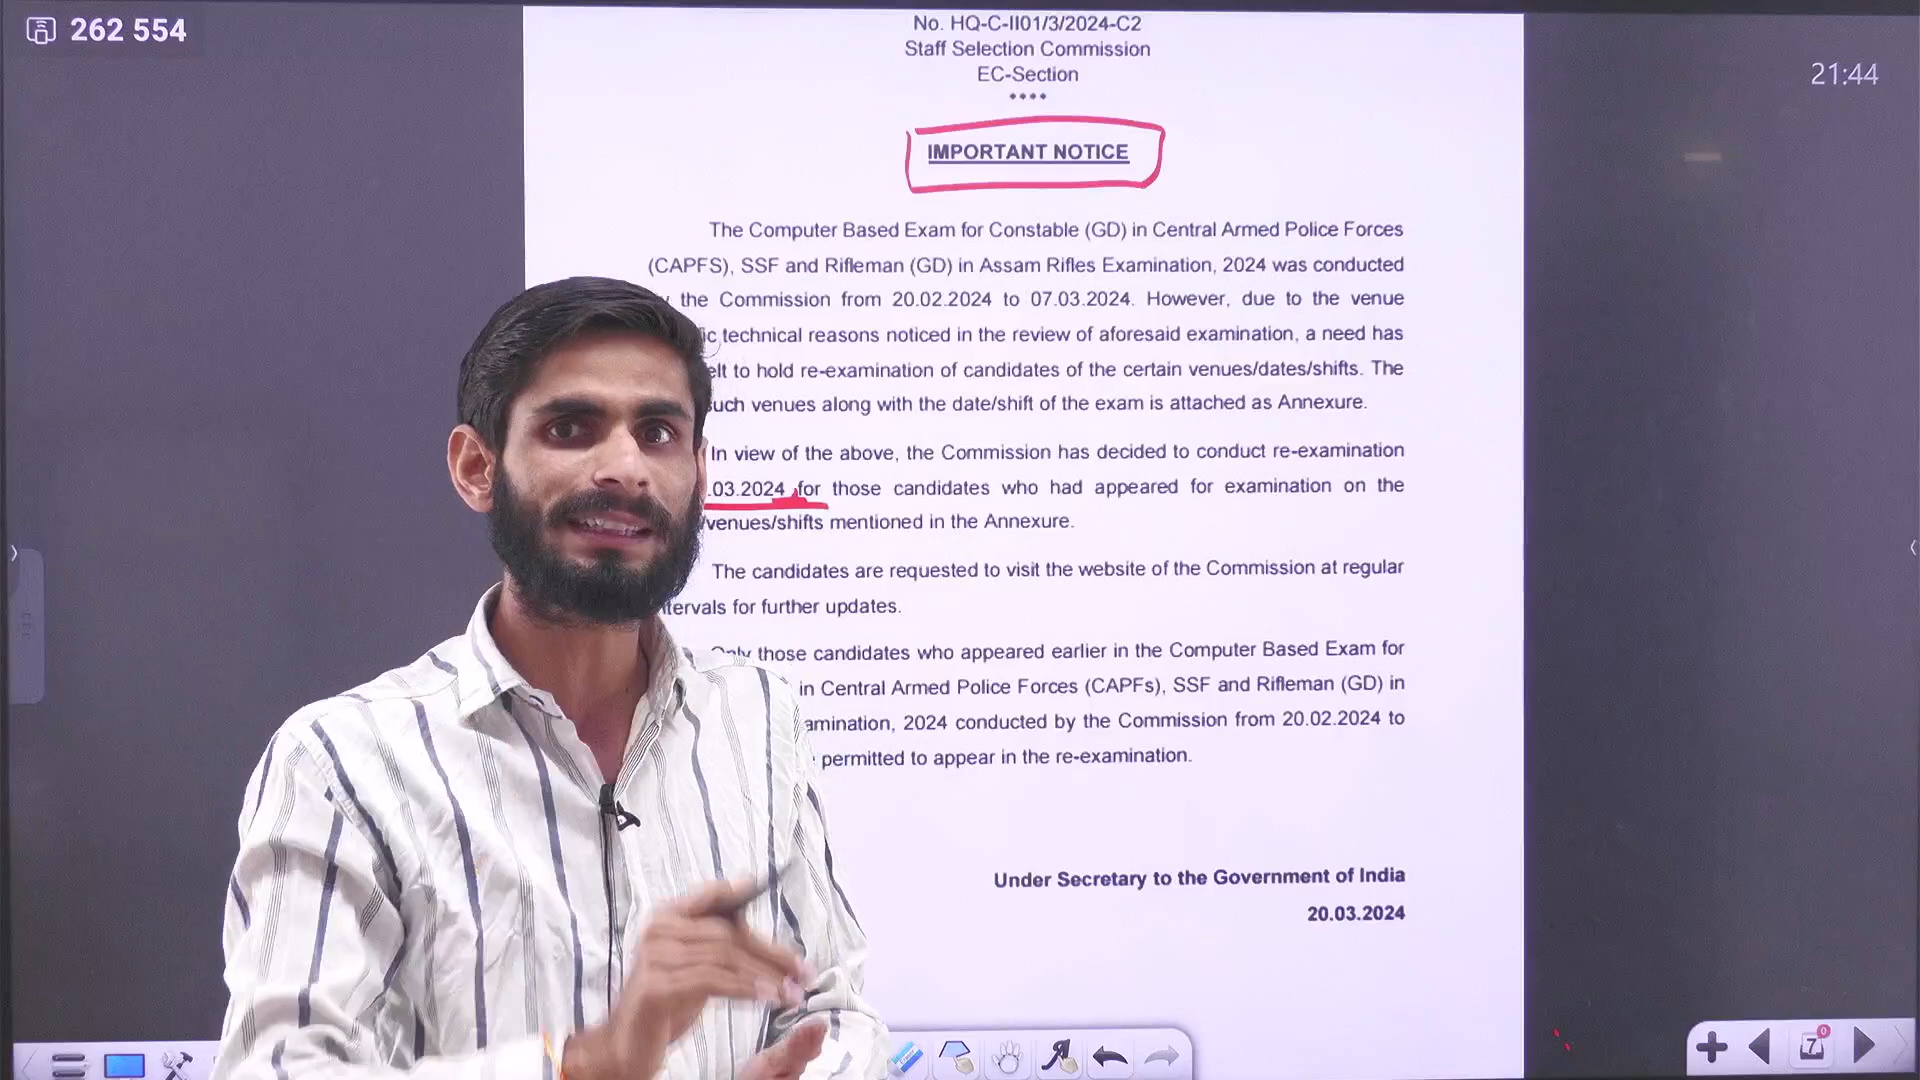 262 554
21:44
No. HQ-C-II01/3/2024-C2
Staff Selection Commission
EC-Section
****
IMPORTANT NOTICE
The Computer Based Exam for Constable (GD) in Central Armed Police Forces
(CAPFS), SSF and Rifleman (GD) in Assam Rifles Examination, 2024 was conducted
the Commission from 20.02.2024 to 07.03.2024. However, due to the venue
technical reasons noticed in the review of aforesaid examination, a need has
to hold re-examination of candidates of the certain venues/dates/shifts. The
such venues along with the date/shift of the exam is attached as Annexure.
In view of the above, the Commission has decided to conduct re-examination
.03.2024 for those candidates who had appeared for examination on the
/venues/shifts mentioned in the Annexure.
The candidates are requested to visit the website of the Commission at regular
tervals for further updates.
Only those candidates who appeared earlier in the Computer Based Exam for
in Central Armed Police Forces (CAPFs), SSF and Rifleman (GD) in
amination, 2024 conducted by the Commission from 20.02.2024 to
permitted to appear in the re-examination.
Under Secretary to the Government of India
20.03.2024
7
0